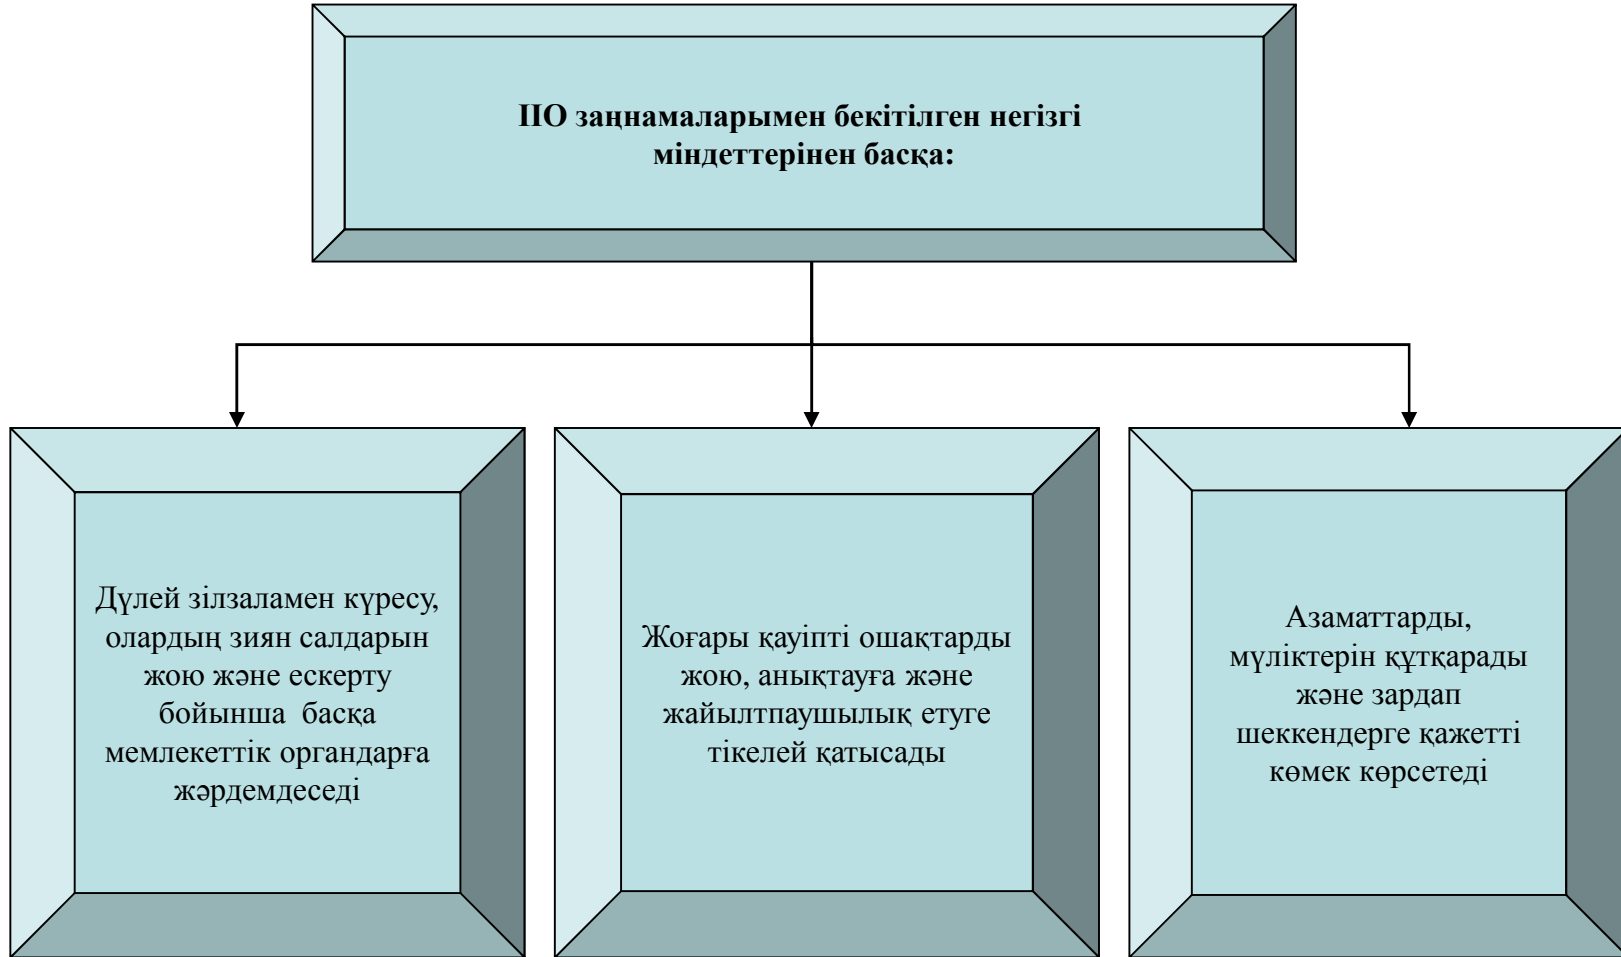 ІІО заңнамаларымен бекітілген негізгі
міндеттерінен басқа:
Дүлей зілзаламен күресу,
олардың зиян салдарын
жою және ескерту
бойынша басқа
мемлекеттік органдарға
жәрдемдеседі
Жоғары қауіпті ошақтарды
жою, анықтауға және
жайылтпаушылық етуге
тікелей қатысады
Азаматтарды,
мүліктерін құтқарады
және зардап
шеккендерге қажетті
көмек көрсетеді